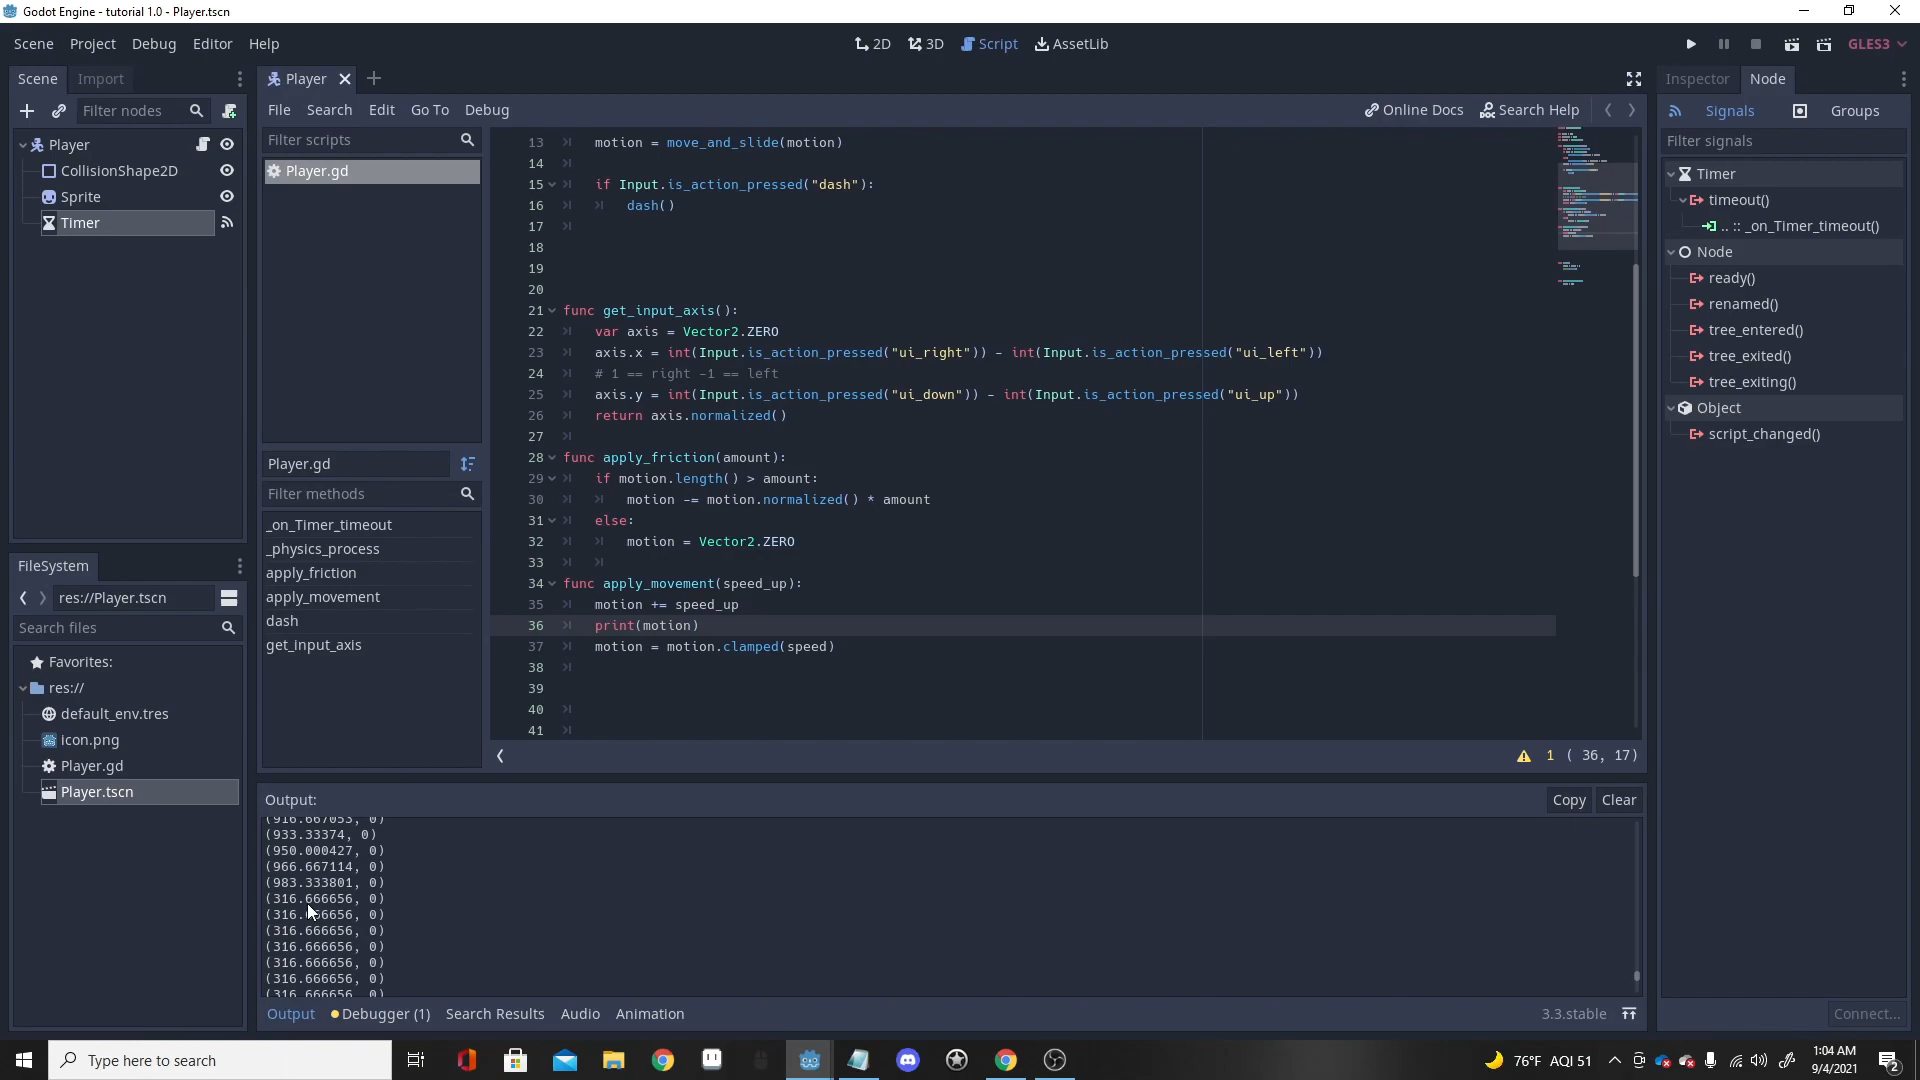 Godot Engine - tutorial 1.0 - Player.tscn
Scene Project Debug Editor Help
2D 3D Script AssetLib
GLES3
Scene Import
Filter nodes
Player
CollisionShape2D
Sprite
Timer
FileSystem
res://Player.tscn
Search files
Favorites:
res://
default_env.tres
icon.png
Player.gd
Player.tscn
Player
File Search Edit Go To Debug
Online Docs Search Help
Filter scripts
Player.gd
Player.gd
Filter methods
_on_Timer_timeout
_physics_process
apply_friction
apply_movement
dash
get_input_axis
13 motion = move_and_slide(motion)
14
15 if Input.is_action_pressed("dash"):
16 dash()
17
18
19
20
21 func get_input_axis():
22 var axis = Vector2.ZERO
23 axis.x = int(Input.is_action_pressed("ui_right")) - int(Input.is_action_pressed("ui_left"))
24 # 1 == right -1 == left
25 axis.y = int(Input.is_action_pressed("ui_down")) - int(Input.is_action_pressed("ui_up"))
26 return axis.normalized()
27
28 func apply_friction(amount):
29 if motion.length() > amount:
30 motion -= motion.normalized() * amount
31 else:
32 motion = Vector2.ZERO
33
34 func apply_movement(speed_up):
35 motion += speed_up
36 print(motion)
37 motion = motion.clamped(speed)
38
39
40
41
1 ( 36, 17)
Output:
Copy Clear
(916.667053, 0)
(933.33374, 0)
(950.000427, 0)
(966.667114, 0)
(983.333801, 0)
(316.666656, 0)
(316.666656, 0)
(316.666656, 0)
(316.666656, 0)
(316.666656, 0)
(316.666656, 0)
(316.666656, 0)
Output Debugger (1) Search Results Audio Animation
3.3.stable
Inspector Node
Signals Groups
Filter signals
Timer
timeout()
.. :: _on_Timer_timeout()
Node
ready()
renamed()
tree_entered()
tree_exited()
tree_exiting()
Object
script_changed()
Connect...
Type here to search
76°F AQI 51
1:04 AM
9/4/2021
2